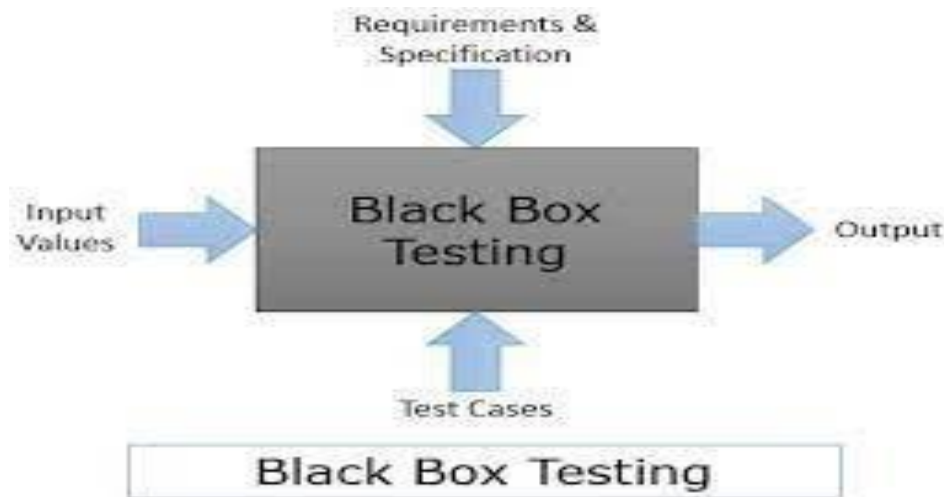 Requirements &
Specification
Input
Values
Black Box
Testing
Output
Test Cases
Black Box Testing